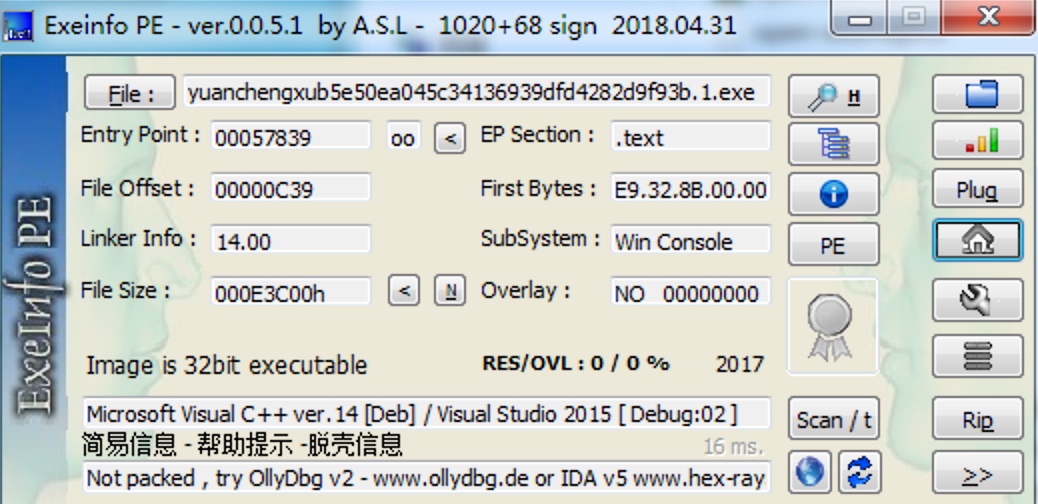 Exeinfo PE - ver.0.0.5.1 by A.S.L - 1020+68 sign 2018.04.31
File : yuanchengxub5e50ea045c34136939dfd4282d9f93b.1.exe H
Entry Point : 00057839 oo < EP Section : .text
File Offset : 00000C39 First Bytes : E9.32.8B.00.00 Plug
Linker Info : 14.00 SubSystem : Win Console PE
File Size : 000E3C00h < N Overlay : NO 00000000
Image is 32bit executable RES/OVL : 0 / 0 % 2017
Microsoft Visual C++ ver.14 [Deb] / Visual Studio 2015 [ Debug:02 ] Scan / t Rip
简易信息 - 帮助提示 -脱壳信息 16 ms.
Not packed , try OllyDbg v2 - www.ollydbg.de or IDA v5 www.hex-ray >>
ExeInfo PE